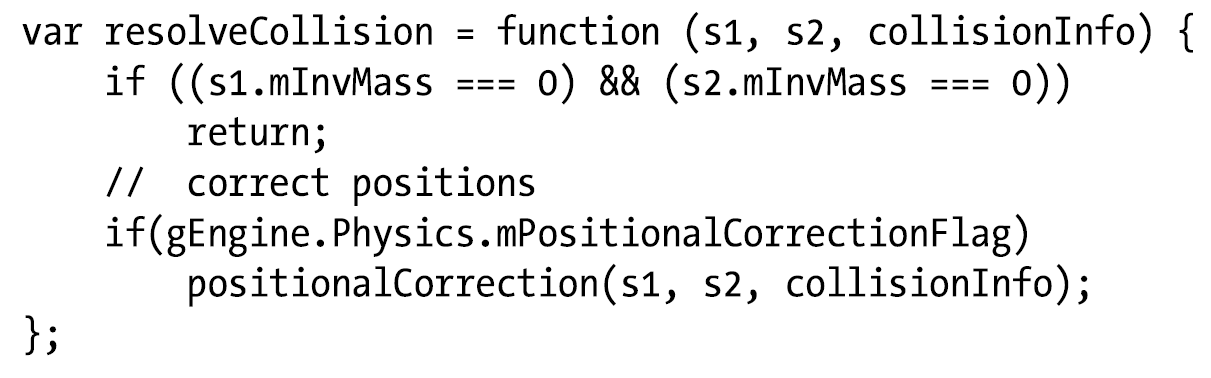 var resolveCollision = function (s1, s2, collisionInfo) {
    if ((s1.mInvMass === 0) && (s2.mInvMass === 0))
        return;
    //  correct positions
    if(gEngine.Physics.mPositionalCorrectionFlag)
        positionalCorrection(s1, s2, collisionInfo);
};